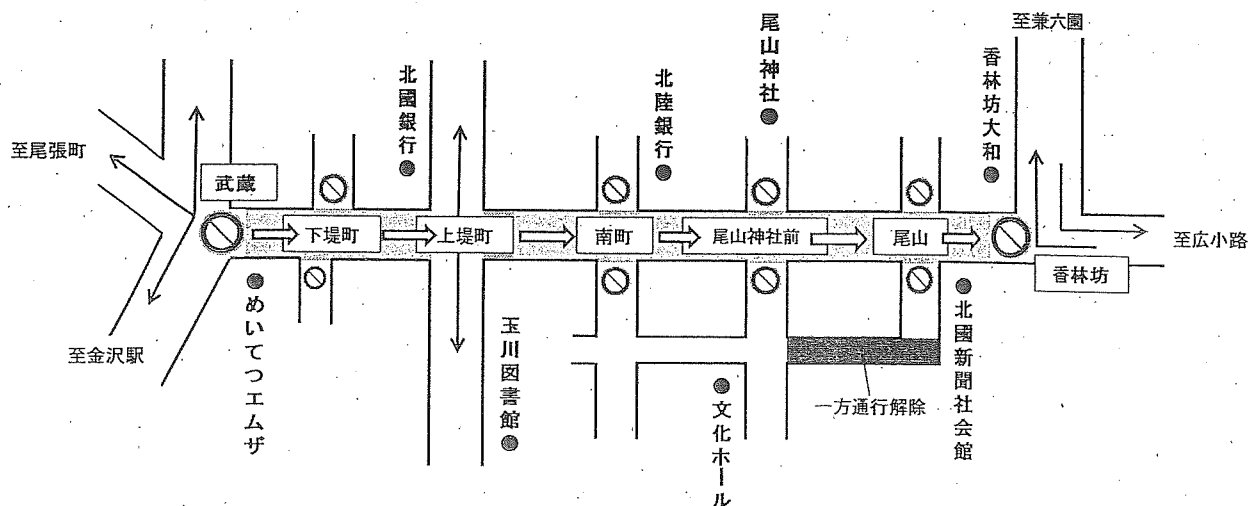 至兼六園
尾山神社
香林坊大和
北國銀行
北陸銀行
至尾張町
武蔵
下堤町
上堤町
南町
尾山神社前
尾山
至広小路
香林坊
至金沢駅
めいてつエムザ
玉川図書館
文化ホール
一方通行解除
北國新聞社会館